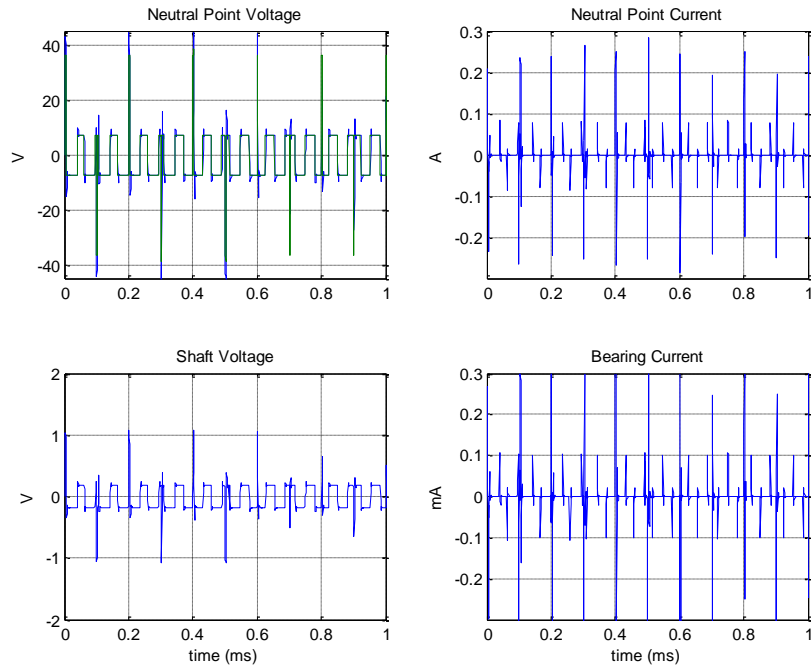 Neutral Point Voltage
V
40
20
0
-20
-40
0 0.2 0.4 0.6 0.8 1
Neutral Point Current
A
0.3
0.2
0.1
0
-0.1
-0.2
0 0.2 0.4 0.6 0.8 1
Shaft Voltage
V
2
1
0
-1
-2
0 0.2 0.4 0.6 0.8 1
time (ms)
Bearing Current
mA
0.3
0.2
0.1
0
-0.1
-0.2
0 0.2 0.4 0.6 0.8 1
time (ms)